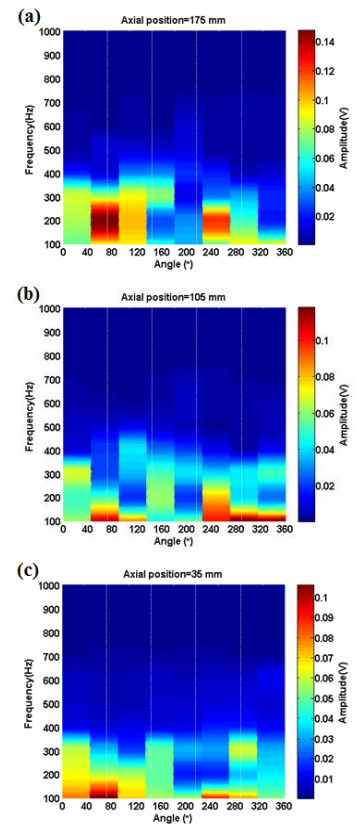 (a)
Axial position=175 mm
Frequency(Hz)
1000
900
800
700
600
500
400
300
200
100
0 40 80 120 160 200 240 280 320 360
Angle (°)
0.14
0.12
0.1
0.08
0.06
0.04
0.02
Amplitude(V)
(b)
Axial position=105 mm
Frequency(Hz)
1000
900
800
700
600
500
400
300
200
100
0 40 80 120 160 200 240 280 320 360
Angle (°)
0.1
0.08
0.06
0.04
0.02
Amplitude(V)
(c)
Axial position=35 mm
Frequency(Hz)
1000
900
800
700
600
500
400
300
200
100
0 40 80 120 160 200 240 280 320 360
Angle (°)
0.1
0.09
0.08
0.07
0.06
0.05
0.04
0.03
0.02
0.01
Amplitude(V)